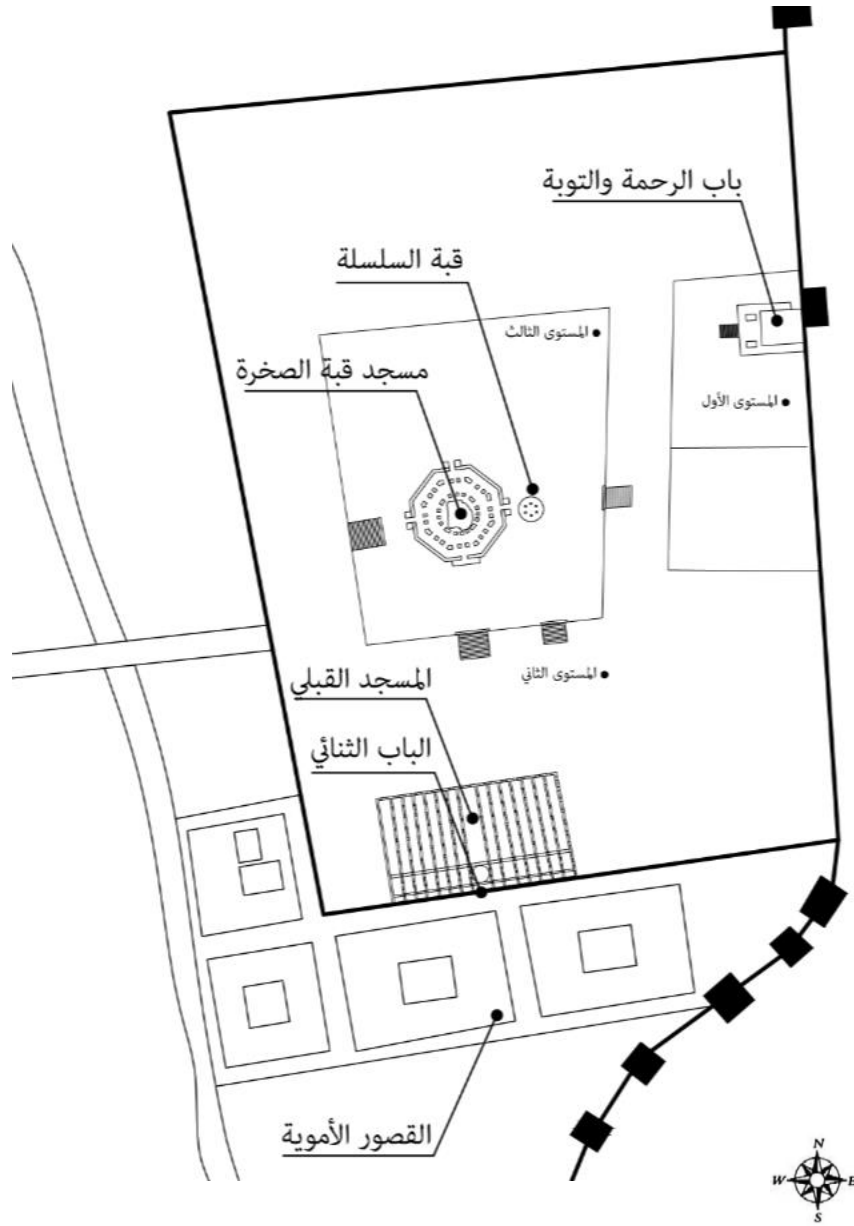 باب الرحمة والتوبة
قبة السلسلة
المستوى الثالث
مسجد قبة الصخرة
المستوى الأول
المسجد القبلي
المستوى الثاني
الباب الثنائي
القصور الأموية
N
W E
S